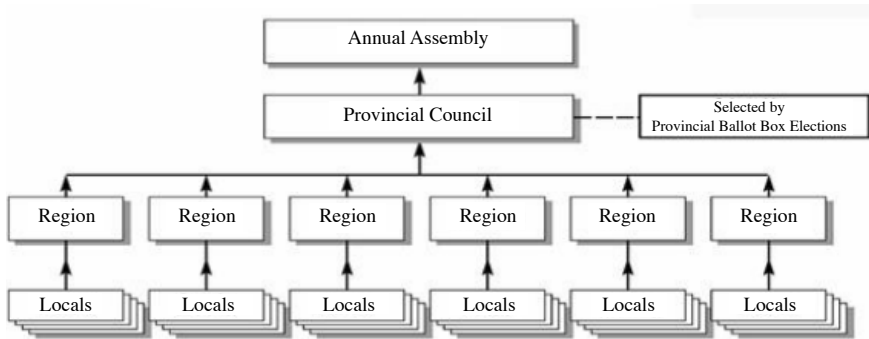 Annual Assembly
Provincial Council
Selected by
Provincial Ballot Box Elections
Region
Region
Region
Region
Region
Region
Locals
Locals
Locals
Locals
Locals
Locals